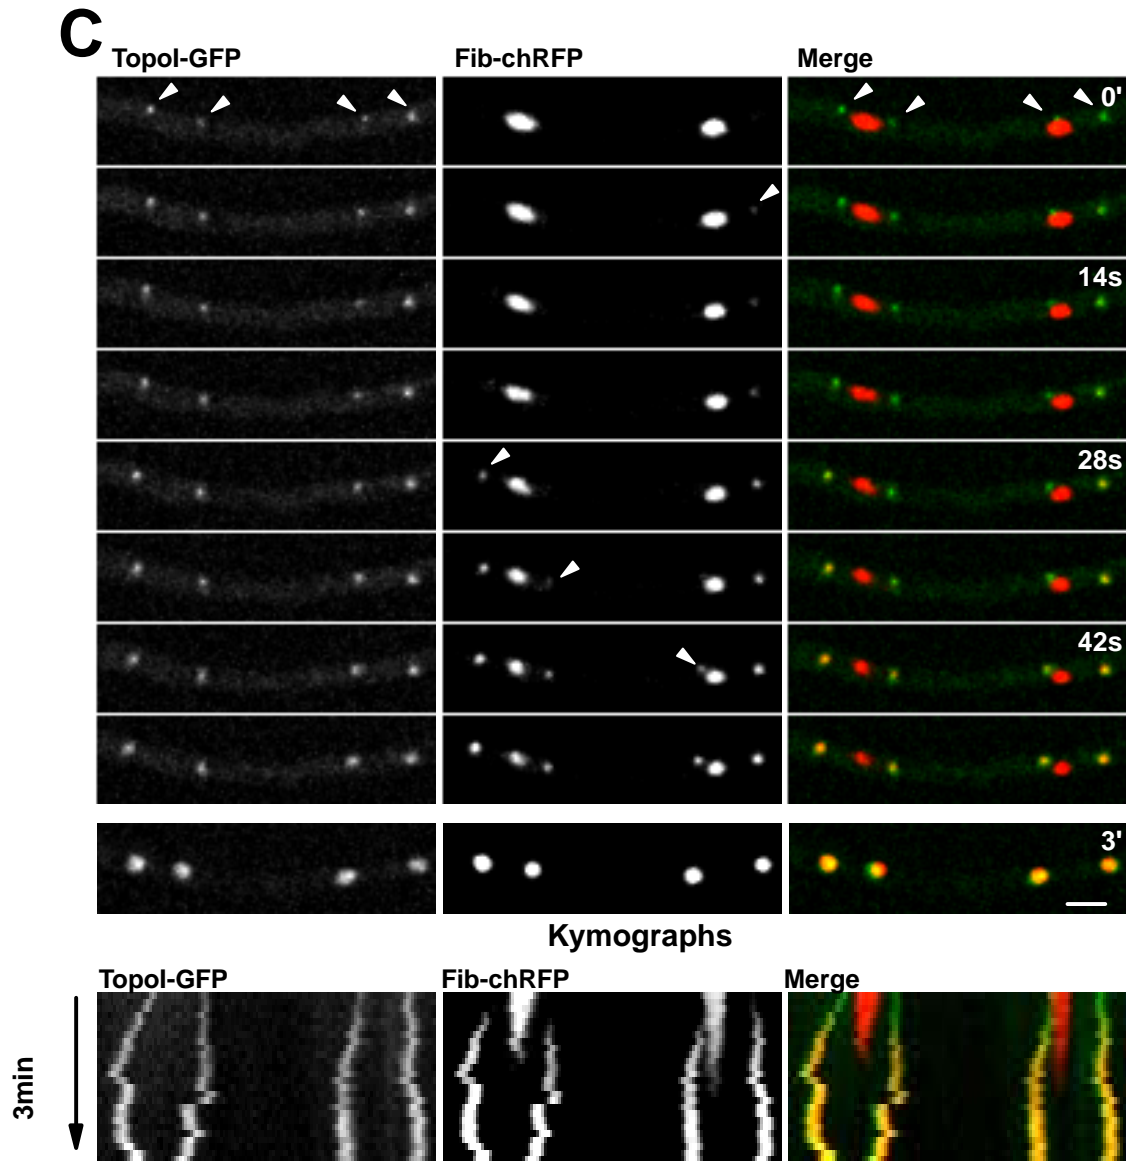 C
TopoI-GFP Fib-chRFP Merge
0'
14s
28s
42s
3'
Kymographs
TopoI-GFP Fib-chRFP Merge
3min